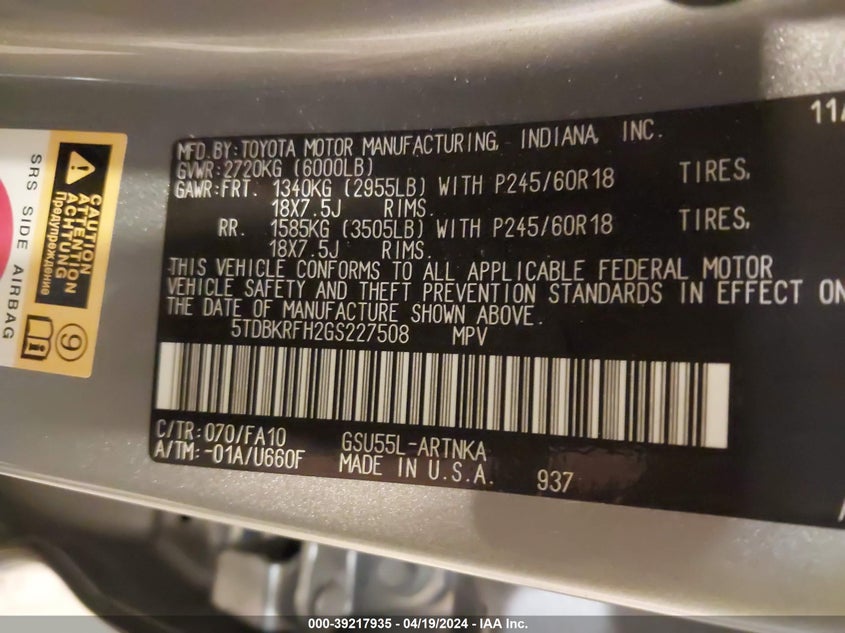 CAUTION
ATTENTION
ACHTUNG
Предупреждение
SRS SIDE AIRBAG
9
11/
MFD.BY:TOYOTA MOTOR MANUFACTURING, INDIANA, INC.
GVWR:2720KG (6000LB)
GAWR:FRT. 1340KG (2955LB) WITH P245/60R18 TIRES,
18X7.5J RIMS.
RR. 1585KG (3505LB) WITH P245/60R18 TIRES,
18X7.5J RIMS.
THIS VEHICLE CONFORMS TO ALL APPLICABLE FEDERAL MOTOR
VEHICLE SAFETY AND THEFT PREVENTION STANDARDS IN EFFECT ON
THE DATE OF MANUFACTURE SHOWN ABOVE.
5TDBKRFH2GS227508 MPV
C/TR:070/FA10 GSU55L-ARTNKA
A/TM:-01A/U660F MADE IN U.S.A. 937
000-39217935 - 04/19/2024 - IAA Inc.